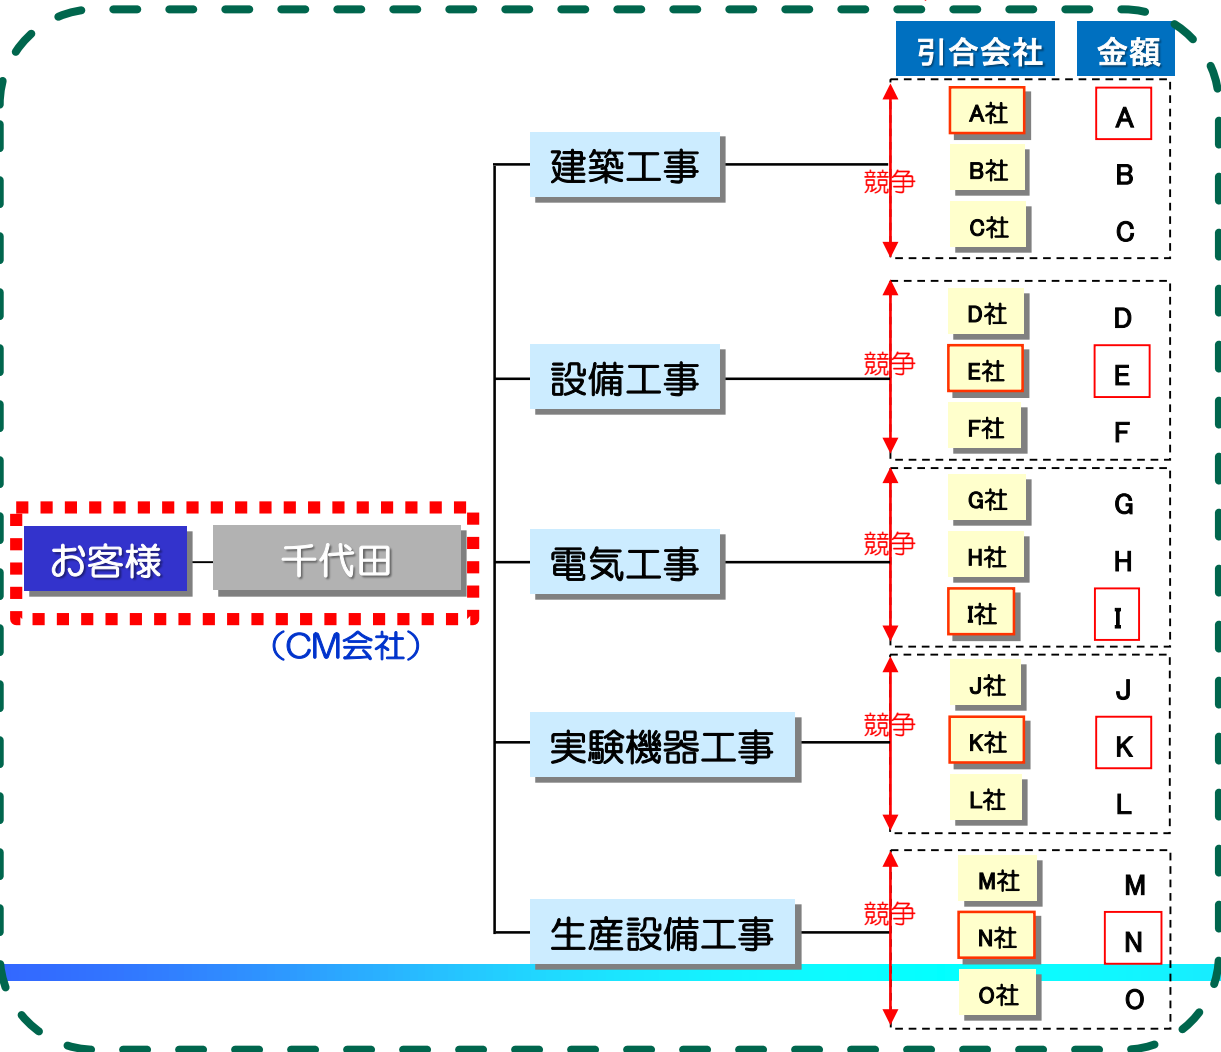 引合会社 金額
建築工事
競争
A社 A
B社 B
C社 C
設備工事
競争
D社 D
E社 E
F社 F
お客様 千代田
(CM会社)
電気工事
競争
G社 G
H社 H
I社 I
実験機器工事
競争
J社 J
K社 K
L社 L
生産設備工事
競争
M社 M
N社 N
O社 O